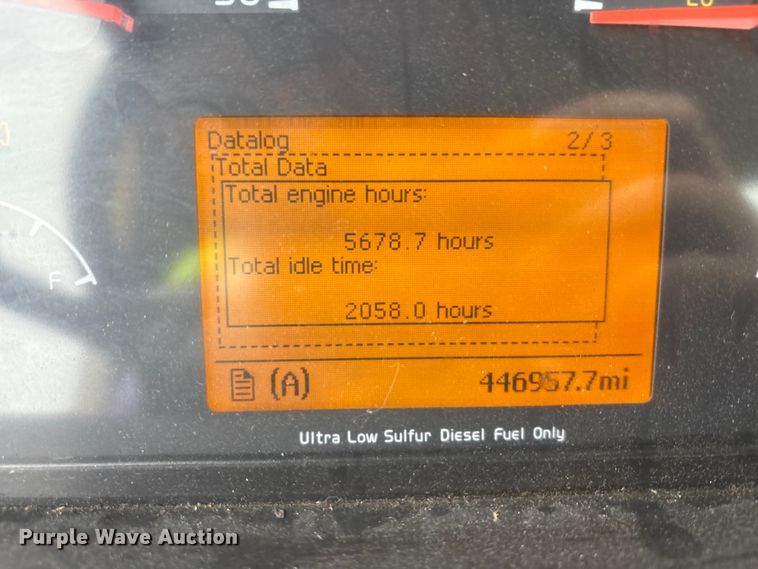 Datalog 2/3
Total Data
Total engine hours:
5678.7 hours
Total idle time:
2058.0 hours
(A) 446957.7mi
F
Ultra Low Sulfur Diesel Fuel Only
Purple Wave Auction